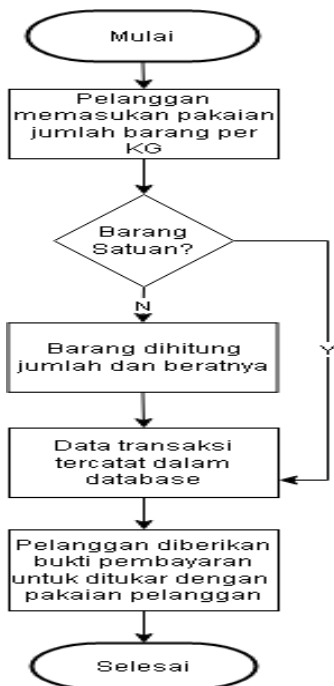 Mulai
Pelanggan
memasukan pakaian
jumlah barang per
KG
Barang
Satuan?
N
Y
Barang dihitung
jumlah dan beratnya
Data transaksi
tercatat dalam
database
Pelanggan diberikan
bukti pembayaran
untuk ditukar dengan
pakaian pelanggan
Selesai